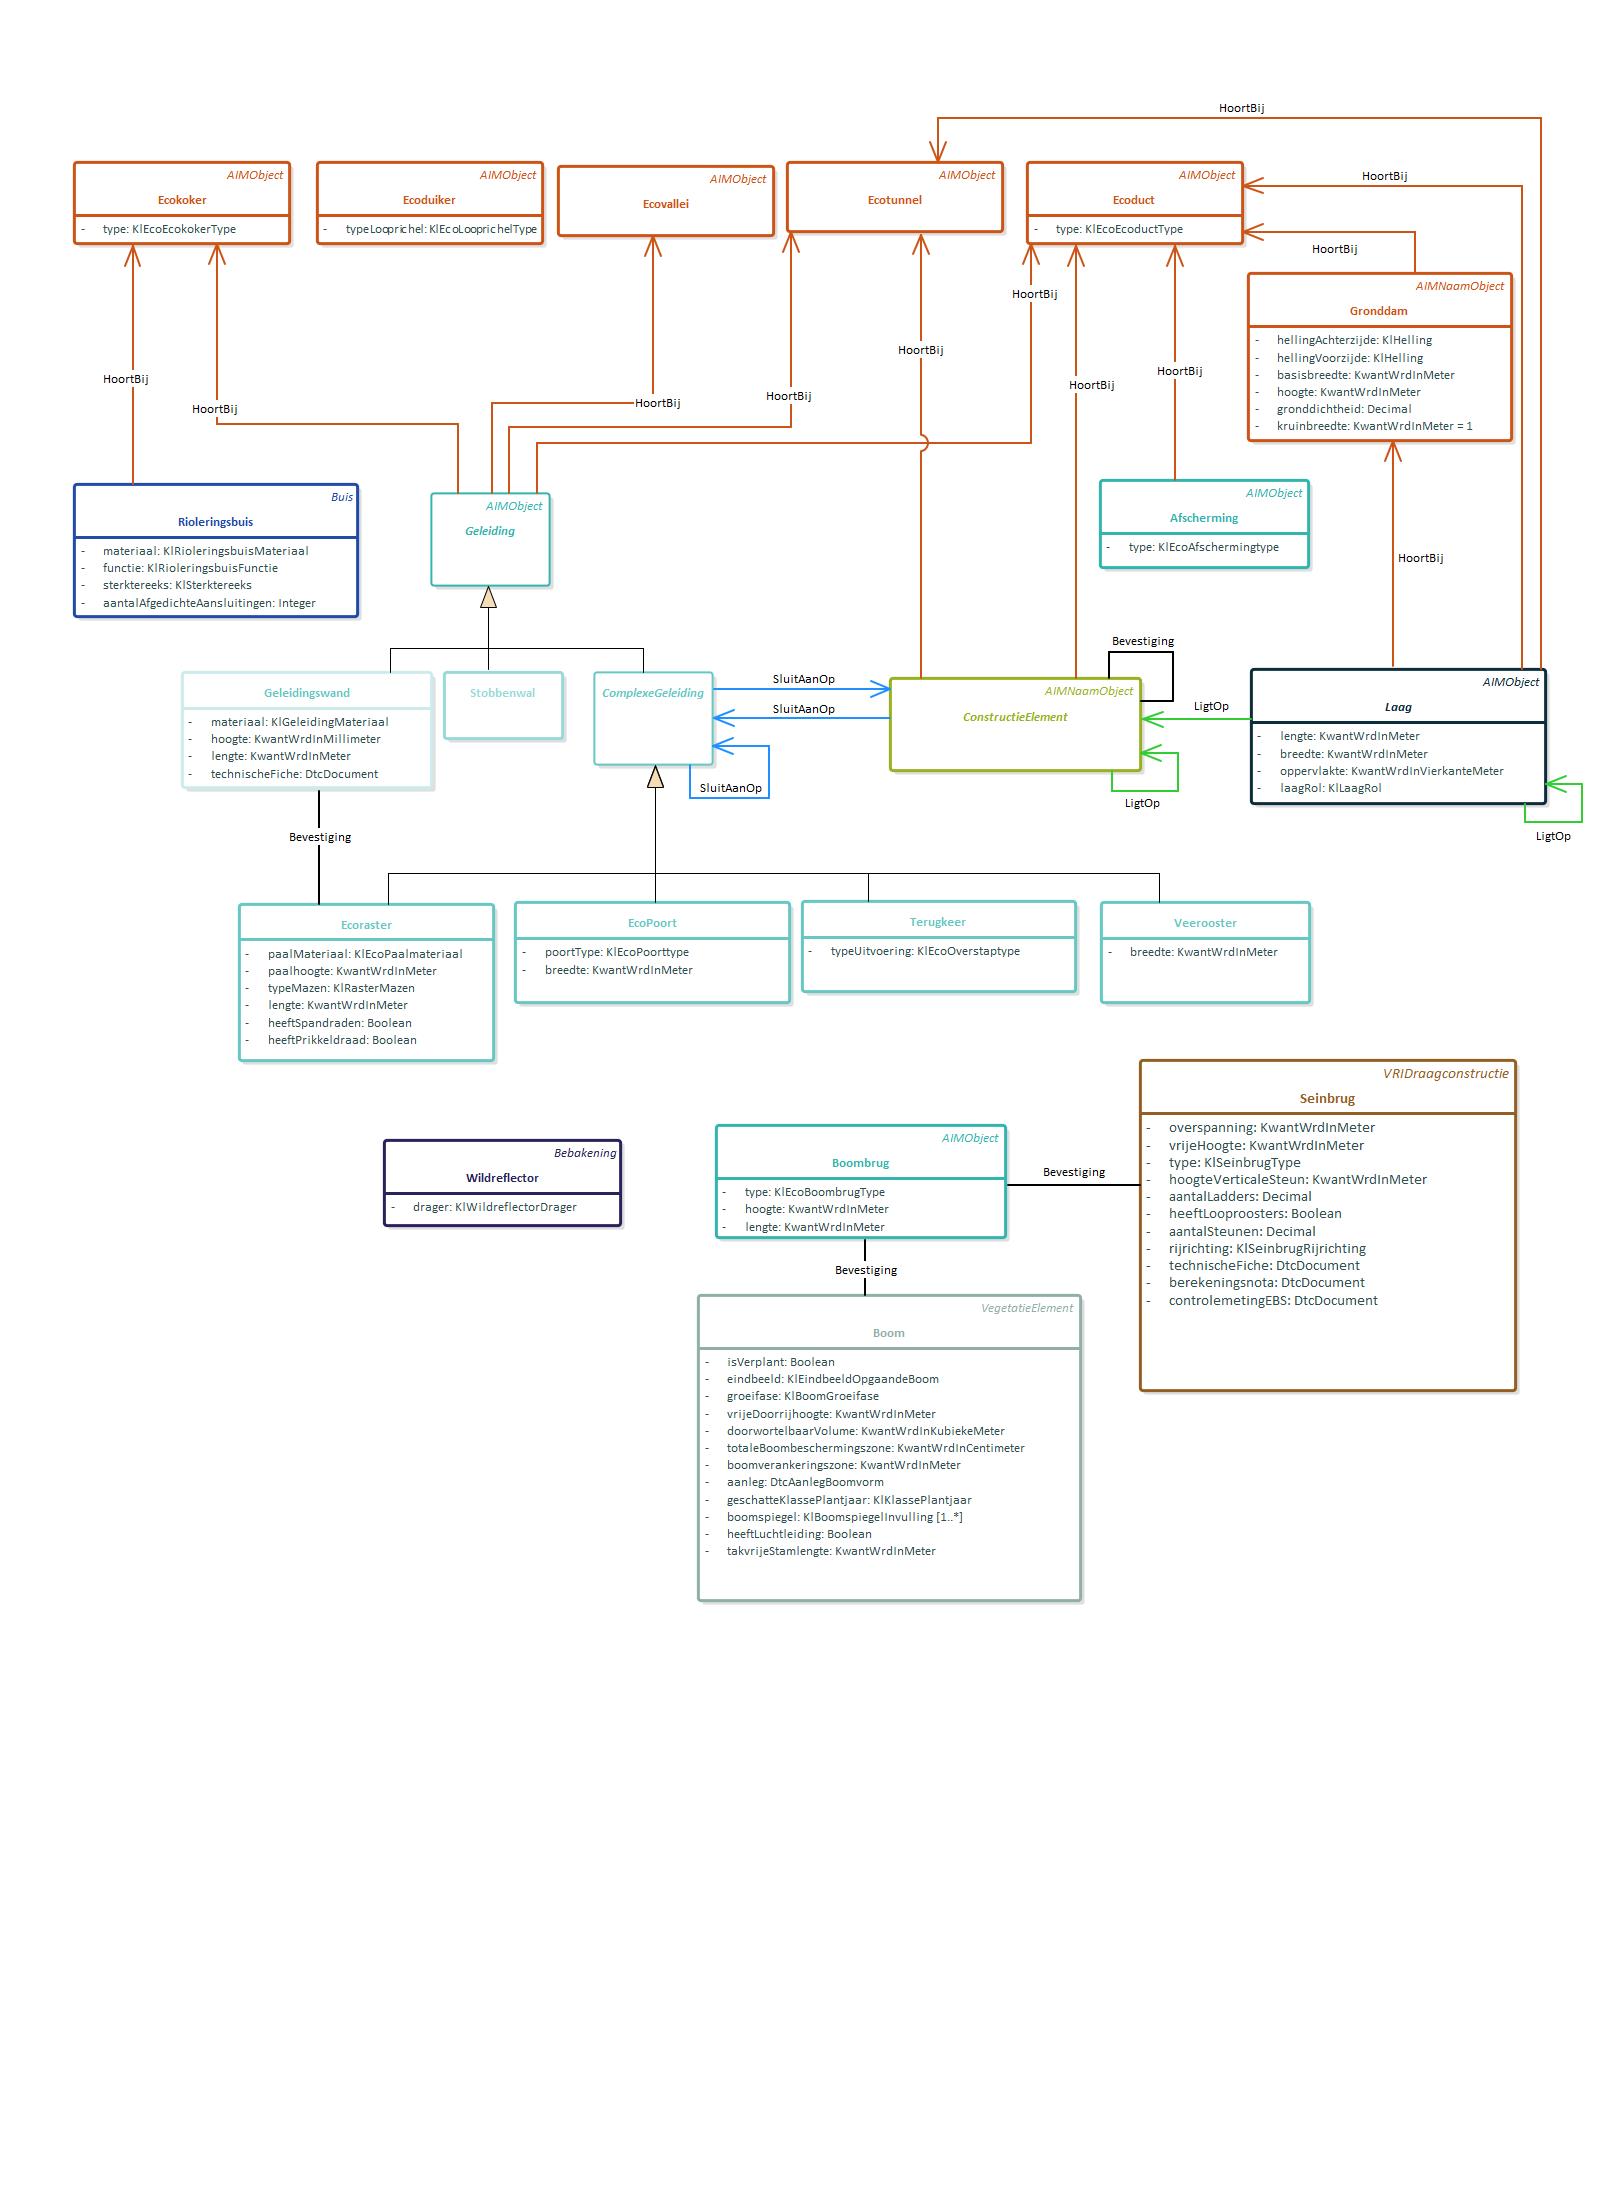 HoortBij
AIMObject
Ecokoker
- type: KlEcoEcokokerType
AIMObject
Ecoduiker
- typeLooprichel: KlEcoLooprichelType
AIMObject
Ecovallei
AIMObject
Ecotunnel
AIMObject
Ecoduct
- type: KlEcoEcoductType
HoortBij
HoortBij
AIMNaamObject
Gronddam
- hellingAchterzijde: KlHelling
- hellingVoorzijde: KlHelling
- basisbreedte: KwantWrdInMeter
- hoogte: KwantWrdInMeter
- gronddichtheid: Decimal
- kruinbreedte: KwantWrdInMeter = 1
HoortBij
HoortBij
HoortBij
HoortBij
HoortBij
HoortBij
HoortBij
HoortBij
Buis
Rioleringsbuis
- materiaal: KlRioleringsbuisMateriaal
- functie: KlRioleringsbuisFunctie
- sterktereeks: KlSterktereeks
- aantalAfgedichteAansluitingen: Integer
AIMObject
Geleiding
AIMObject
Afscherming
- type: KlEcoAfschermingtype
HoortBij
Geleidingswand
- materiaal: KlGeleidingMateriaal
- hoogte: KwantWrdInMillimeter
- lengte: KwantWrdInMeter
- technischeFiche: DtcDocument
Stobbenwal
ComplexeGeleiding
SluitAanOp
SluitAanOp
SluitAanOp
Bevestiging
AIMNaamObject
ConstructieElement
LigtOp
LigtOp
AIMObject
Laag
- lengte: KwantWrdInMeter
- breedte: KwantWrdInMeter
- oppervlakte: KwantWrdInVierkanteMeter
- laagRol: KlLaagRol
LigtOp
Bevestiging
Ecoraster
- paalMateriaal: KlEcoPaalmateriaal
- paalhoogte: KwantWrdInMeter
- typeMazen: KlRasterMazen
- lengte: KwantWrdInMeter
- heeftSpandraden: Boolean
- heeftPrikkeldraad: Boolean
EcoPoort
- poortType: KlEcoPoorttype
- breedte: KwantWrdInMeter
Terugkeer
- typeUitvoering: KlEcoOverstaptype
Veerooster
- breedte: KwantWrdInMeter
Bebakening
Wildreflector
- drager: KlWildreflectorDrager
AIMObject
Boombrug
- type: KlEcoBoombrugType
- hoogte: KwantWrdInMeter
- lengte: KwantWrdInMeter
Bevestiging
VRIDraagconstructie
Seinbrug
- overspanning: KwantWrdInMeter
- vrijeHoogte: KwantWrdInMeter
- type: KlSeinbrugType
- hoogteVerticaleSteun: KwantWrdInMeter
- aantalLadders: Decimal
- heeftLooproosters: Boolean
- aantalSteunen: Decimal
- rijrichting: KlSeinbrugRijrichting
- technischeFiche: DtcDocument
- berekeningsnota: DtcDocument
- controlemetingEBS: DtcDocument
Bevestiging
VegetatieElement
Boom
- isVerplant: Boolean
- eindbeeld: KlEindbeeldOpgaandeBoom
- groeifase: KlBoomGroeifase
- vrijeDoorrijhoogte: KwantWrdInMeter
- doorwortelbaarVolume: KwantWrdInKubiekeMeter
- totaleBoombeschermingszone: KwantWrdInCentimeter
- boomverankeringszone: KwantWrdInMeter
- aanleg: DtcAanlegBoomvorm
- geschatteKlassePlantjaar: KlKlassePlantjaar
- boomspiegel: KlBoomspiegelInvulling [1..*]
- heeftLuchtleiding: Boolean
- takvrijeStamlengte: KwantWrdInMeter